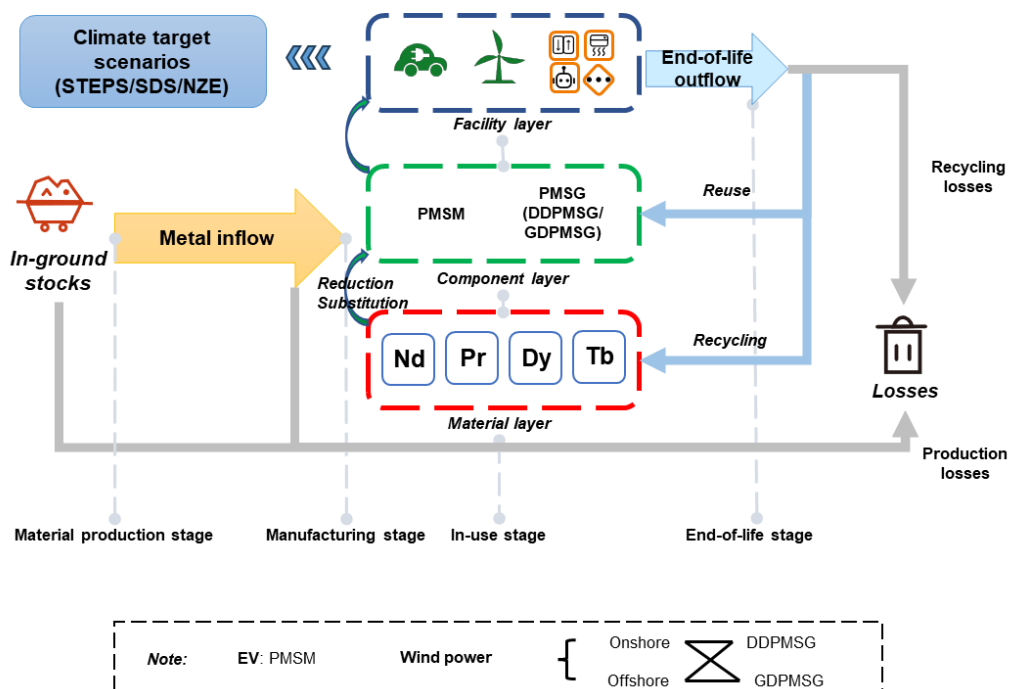 Climate target
scenarios
(STEPS/SDS/NZE)
End-of-life
outflow
Facility layer
Recycling
losses
PMSM
PMSG
(DDPMSG/
GDPMSG)
Reuse
Metal inflow
In-ground
stocks
Reduction
Substitution
Component layer
Nd
Pr
Dy
Tb
Recycling
Losses
Material layer
Production
losses
Material production stage
Manufacturing stage
In-use stage
End-of-life stage
Note:
EV: PMSM
Wind power
Onshore
DDPMSG
Offshore
GDPMSG